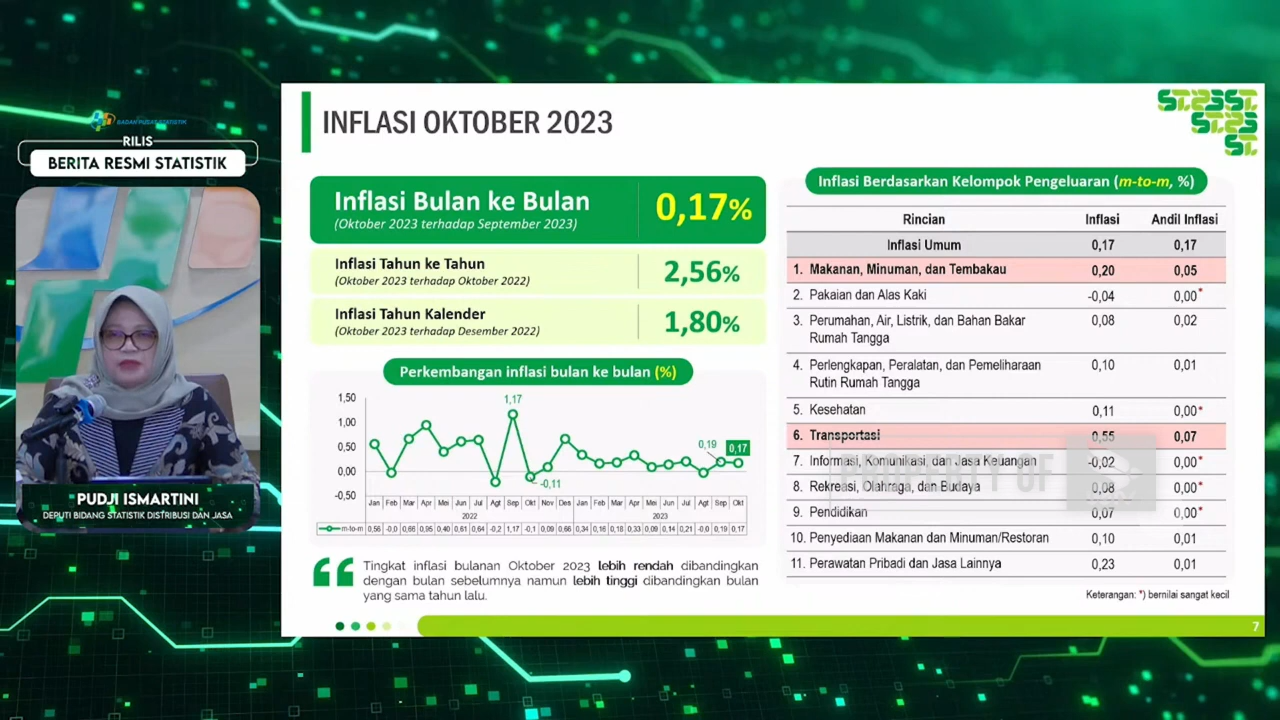 BADAN PUSAT STATISTIK
RILIS
BERITA RESMI STATISTIK
PUDJI ISMARTINI
DEPUTI BIDANG STATISTIK DISTRIBUSI DAN JASA
INFLASI OKTOBER 2023
Inflasi Bulan ke Bulan
(Oktober 2023 terhadap September 2023)
0,17%
Inflasi Tahun ke Tahun
(Oktober 2023 terhadap Oktober 2022)
2,56%
Inflasi Tahun Kalender
(Oktober 2023 terhadap Desember 2022)
1,80%
Perkembangan inflasi bulan ke bulan (%)
1,50
1,00
0,50
0,00
-0,50
1,17
-0,11
0,19
0,17
Jan Feb Mar Apr Mei Jun Jul Agt Sep Okt Nov Des Jan Feb Mar Apr Mei Jun Jul Agt Sep Okt
2022 2023
m-to-m 0,56 -0,0 0,66 0,95 0,40 0,61 0,64 -0,2 1,17 -0,1 0,09 0,66 0,34 0,16 0,18 0,33 0,09 0,14 0,21 -0,0 0,19 0,17
Tingkat inflasi bulanan Oktober 2023 lebih rendah dibandingkan
dengan bulan sebelumnya namun lebih tinggi dibandingkan bulan
yang sama tahun lalu.
Inflasi Berdasarkan Kelompok Pengeluaran (m-to-m, %)
Rincian Inflasi Andil Inflasi
Inflasi Umum 0,17 0,17
1. Makanan, Minuman, dan Tembakau 0,20 0,05
2. Pakaian dan Alas Kaki -0,04 0,00*
3. Perumahan, Air, Listrik, dan Bahan Bakar 0,08 0,02
Rumah Tangga
4. Perlengkapan, Peralatan, dan Pemeliharaan 0,10 0,01
Rutin Rumah Tangga
5. Kesehatan 0,11 0,00*
6. Transportasi 0,55 0,07
7. Informasi, Komunikasi, dan Jasa Keuangan -0,02 0,00*
8. Rekreasi, Olahraga, dan Budaya 0,08 0,00*
9. Pendidikan 0,07 0,00*
10. Penyediaan Makanan dan Minuman/Restoran 0,10 0,01
11. Perawatan Pribadi dan Jasa Lainnya 0,23 0,01
PROPERTY OF
Keterangan: *) bernilai sangat kecil
7